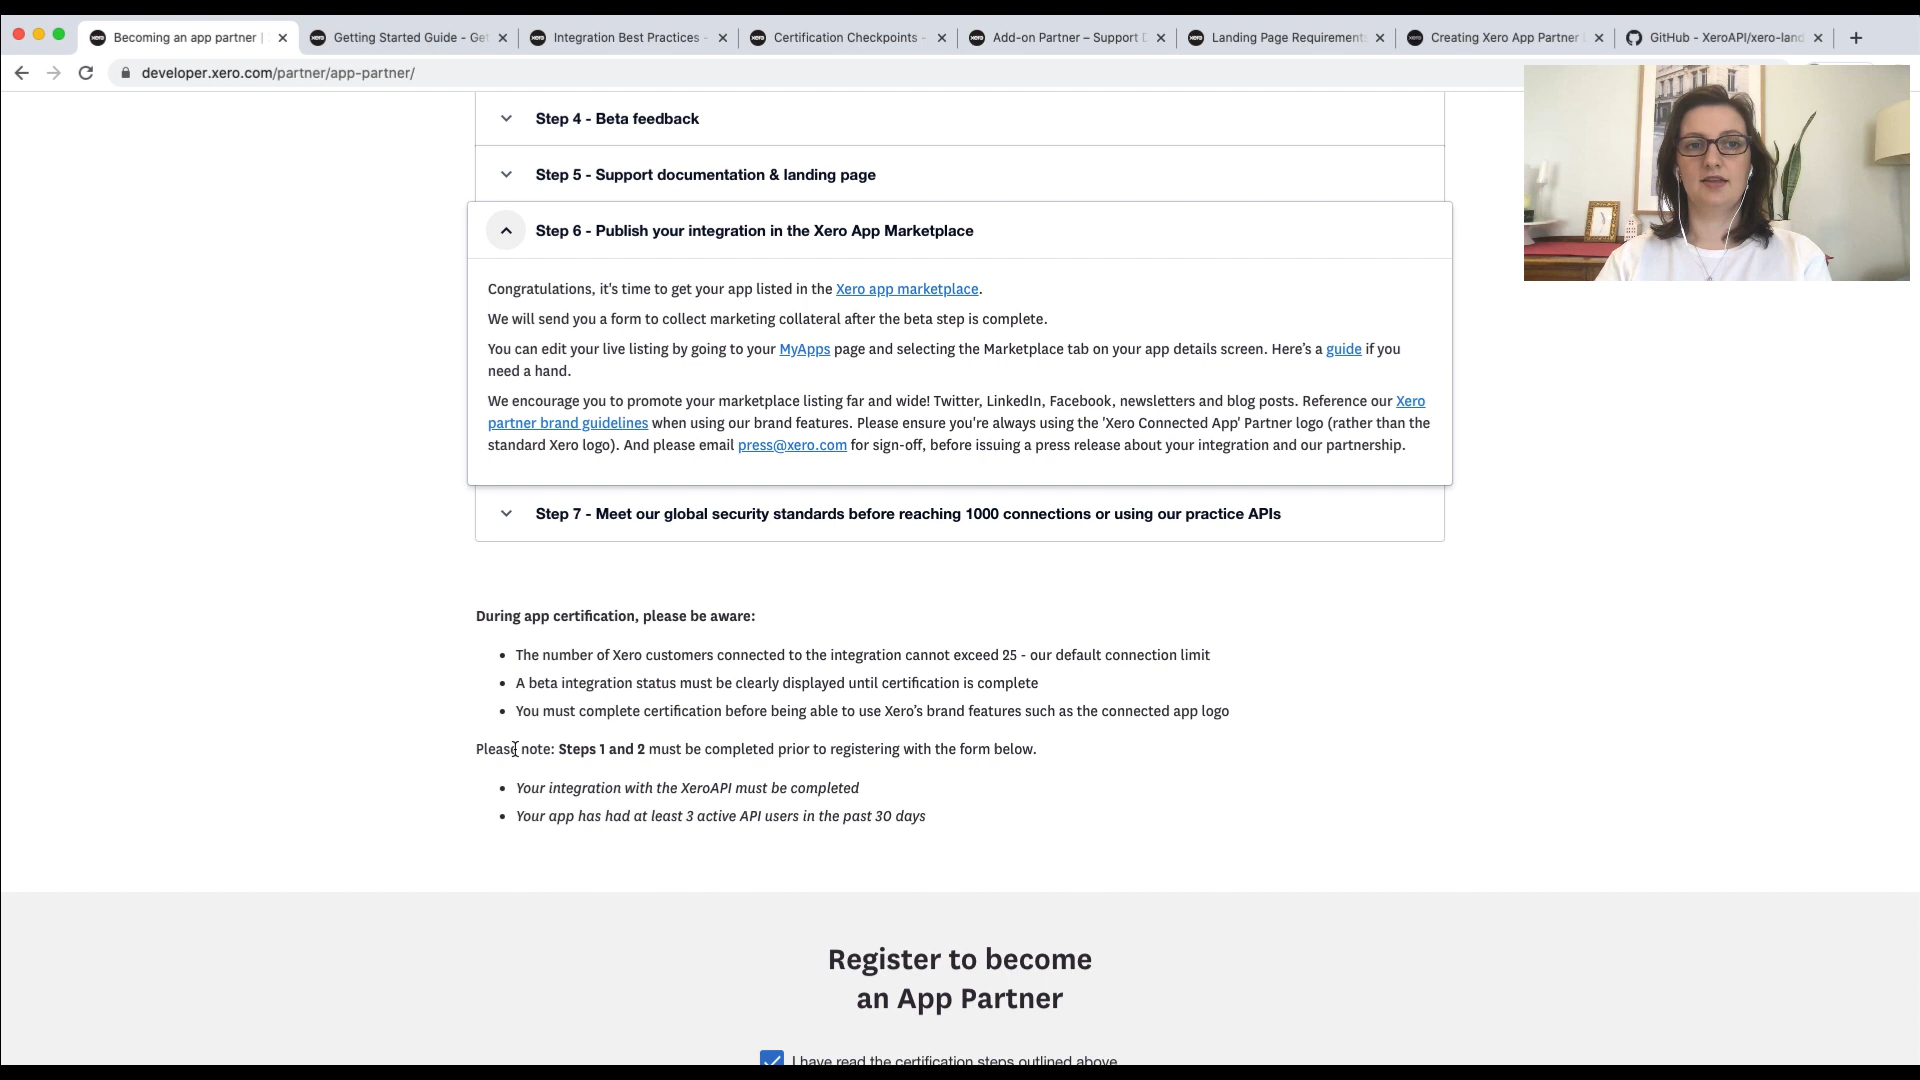 Becoming an app partner |
Getting Started Guide - Get
Integration Best Practices -
Certification Checkpoints -
Add-on Partner – Support D
Landing Page Requirement
Creating Xero App Partner
GitHub - XeroAPI/xero-land
developer.xero.com/partner/app-partner/
Step 4 - Beta feedback
Step 5 - Support documentation & landing page
Step 6 - Publish your integration in the Xero App Marketplace
Congratulations, it's time to get your app listed in the Xero app marketplace.
We will send you a form to collect marketing collateral after the beta step is complete.
You can edit your live listing by going to your MyApps page and selecting the Marketplace tab on your app details screen. Here’s a guide if you
need a hand.
We encourage you to promote your marketplace listing far and wide! Twitter, LinkedIn, Facebook, newsletters and blog posts. Reference our Xero
partner brand guidelines when using our brand features. Please ensure you're always using the 'Xero Connected App' Partner logo (rather than the
standard Xero logo). And please email press@xero.com for sign-off, before issuing a press release about your integration and our partnership.
Step 7 - Meet our global security standards before reaching 1000 connections or using our practice APIs
During app certification, please be aware:
• The number of Xero customers connected to the integration cannot exceed 25 - our default connection limit
• A beta integration status must be clearly displayed until certification is complete
• You must complete certification before being able to use Xero’s brand features such as the connected app logo
Please note: Steps 1 and 2 must be completed prior to registering with the form below.
• Your integration with the XeroAPI must be completed
• Your app has had at least 3 active API users in the past 30 days
Register to become
an App Partner
I have read the certification steps outlined above